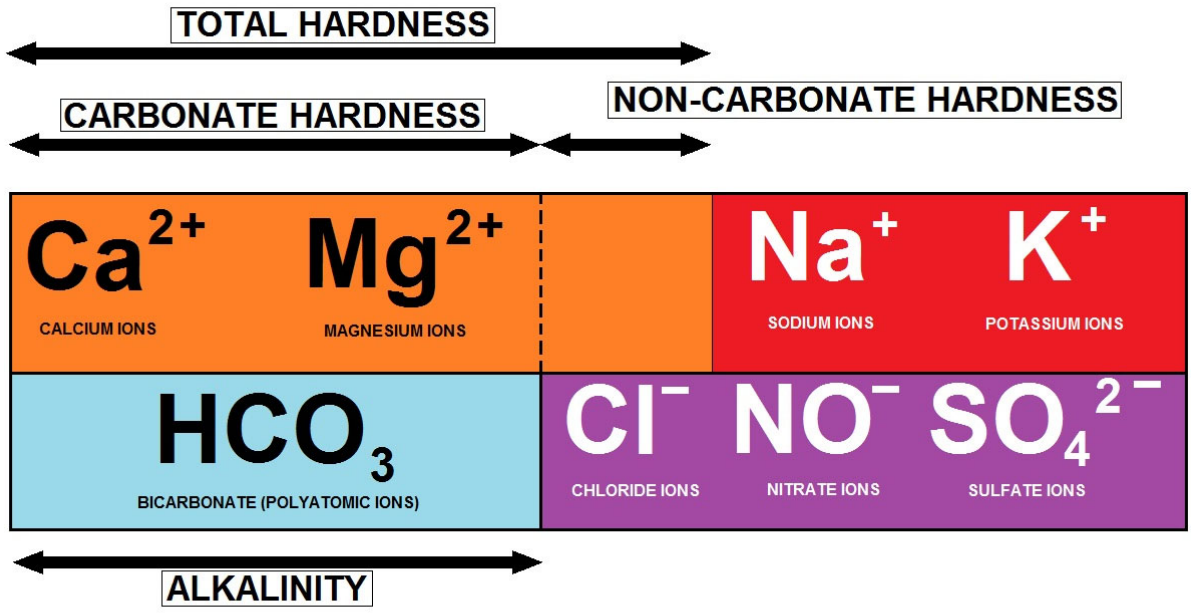 TOTAL HARDNESS
CARBONATE HARDNESS
NON-CARBONATE HARDNESS
Ca²⁺ Mg²⁺ Na⁺ K⁺
CALCIUM IONS MAGNESIUM IONS SODIUM IONS POTASSIUM IONS
HCO₃ Cl⁻ NO⁻ SO₄²⁻
BICARBONATE (POLYATOMIC IONS) CHLORIDE IONS NITRATE IONS SULFATE IONS
ALKALINITY